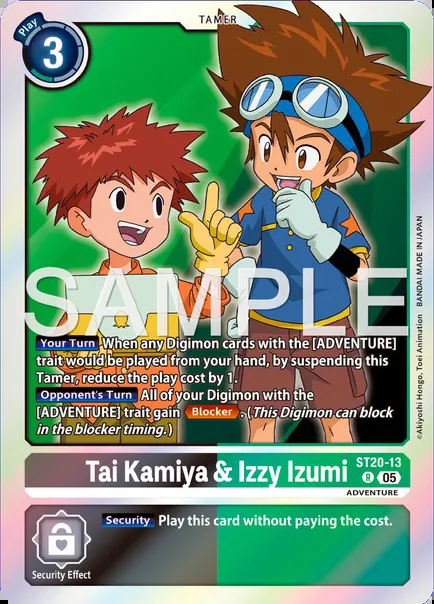 TAMER
Play
3
SAMPLE
Your Turn When any Digimon cards with the [ADVENTURE]
trait would be played from your hand, by suspending this
Tamer, reduce the play cost by 1.
Opponent's Turn All of your Digimon with the
[ADVENTURE] trait gain Blocker. (This Digimon can block
in the blocker timing.)
©Akiyoshi Hongo, Toei Animation BANDAI MADE IN JAPAN
Tai Kamiya & Izzy Izumi
ST20-13
R 05
ADVENTURE
Security Play this card without paying the cost.
Security Effect